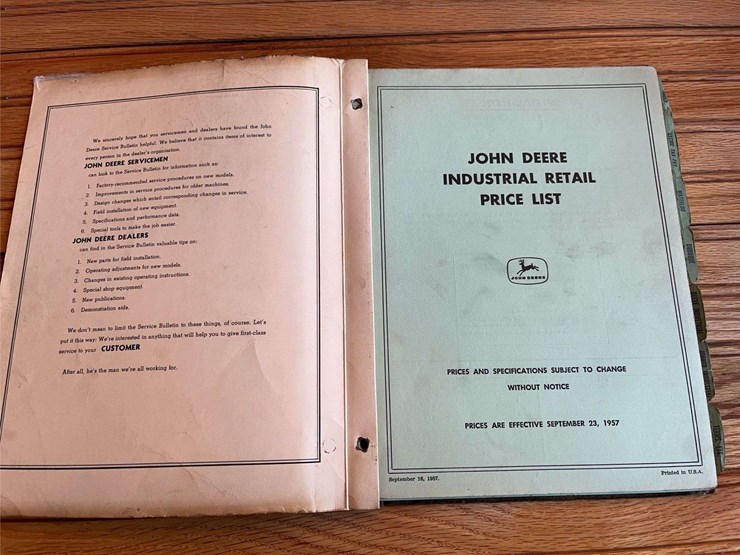 We sincerely hope that you servicemen and dealers have found the John
Deere Service Bulletin helpful. We believe that it contains items of interest to
every person in the dealer's organization.
JOHN DEERE SERVICEMEN
can look to the Service Bulletin for information such as:
1. Factory-recommended service procedures on new models.
2. Improvements in service procedures for older machines.
3. Design changes which noted corresponding changes in service.
4. Field installation of new equipment.
5. Specifications and performance data.
6. Special tools to make the job easier.
JOHN DEERE DEALERS
can find in the Service Bulletin valuable tips on:
1. New parts for field installation.
2. Operating adjustments for new models.
3. Changes in existing operating instructions.
4. Special shop equipment.
5. New publications.
6. Demonstration aids.
We don't mean to limit the Service Bulletin to these things, of course. Let's
put it this way: We're interested in anything that will help you to give first-class
service to your CUSTOMER
After all, he's the man we're all working for.
JOHN DEERE
INDUSTRIAL RETAIL
PRICE LIST
JOHN DEERE
PRICES AND SPECIFICATIONS SUBJECT TO CHANGE
WITHOUT NOTICE
PRICES ARE EFFECTIVE SEPTEMBER 23, 1957
September 16, 1957.
Printed in U.S.A.